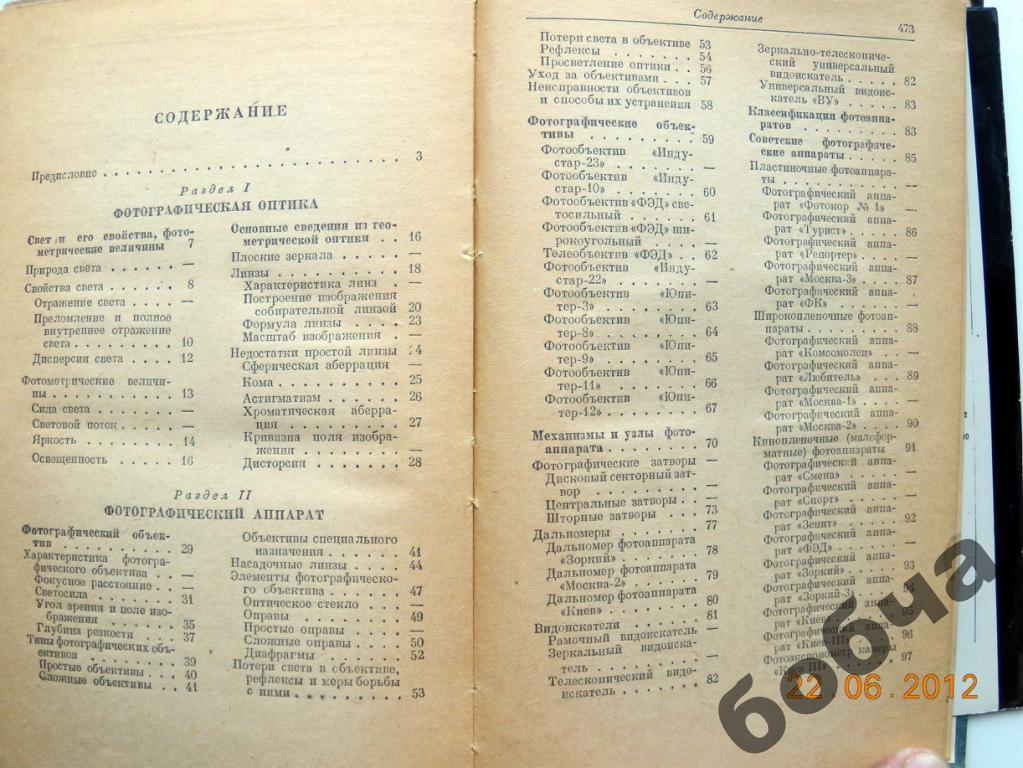 СОДЕРЖАНИЕ
Предисловие . . . . . . . . . . 3
Раздел I
ФОТОГРАФИЧЕСКАЯ ОПТИКА
Свет и его свойства, фото-
метрические величины 7
Природа света . . . . . —
Свойства света . . . . . 8
Отражение света . . . —
Преломление и полное
внутреннее отражение
света . . . . . . . 10
Дисперсия света . . . 12
Фотометрические величи-
ны . . . . . . . . 13
Сила света . . . . . —
Световой поток . . . —
Яркость . . . . . . 14
Освещенность . . . . 16
Основные сведения из гео-
метрической оптики . . 16
Плоские зеркала . . . . —
Линзы . . . . . . . . 18
Характеристика линз . —
Построение изображения
собирательной линзой 20
Формула линзы . . . . 23
Масштаб изображения . —
Недостатки простой линзы 24
Сферическая аберрация —
Кома . . . . . . . . 25
Астигматизм . . . . . 26
Хроматическая аберра-
ция . . . . . . . . 27
Кривизна поля изобра-
жения . . . . . . . —
Дисторсия . . . . . . 28
Раздел II
ФОТОГРАФИЧЕСКИЙ АППАРАТ
Фотографический объек-
тив . . . . . . . . 29
Характеристика фотогра-
фического объектива . . —
Фокусное расстояние . . —
Светосила . . . . . . 31
Угол зрения и поле изо-
бражения . . . . . . 35
Глубина резкости . . . 37
Типы фотографических объ-
ективов . . . . . . . 39
Простые объективы . . 40
Сложные объективы . . 41
Объективы специального
назначения . . . . . . 41
Насадочные линзы . . . 44
Элементы фотографическо-
го объектива . . . . . 47
Оптическое стекло . . . —
Оправы . . . . . . . 49
Простые оправы . . . —
Сложные оправы . . . 50
Диафрагмы . . . . . 52
Потери света в объективе,
рефлексы и меры борьбы
с ними . . . . . . . . 53
Содержание
473
Потери света в объективе 53
Рефлексы . . . . . . 54
Просветление оптики . . 56
Уход за объективами . . . 57
Неисправности объективов
и способы их устранения 58
Фотографические объек-
тивы . . . . . . . . 59
Фотообъектив «Инду-
стар-23» . . . . . . . —
Фотообъектив «Инду-
стар-10» . . . . . . . 60
Фотообъектив «ФЭД» све-
тосильный . . . . . . 61
Фотообъектив «ФЭД» ши-
рокоугольный . . . . —
Телеобъектив «ФЭД» . . 62
Фотообъектив «Инду-
стар-22» . . . . . . . —
Фотообъектив «Юпи-
тер-3» . . . . . . . . 63
Фотообъектив «Юпи-
тер-8» . . . . . . . . 64
Фотообъектив «Юпи-
тер-9» . . . . . . . . 65
Фотообъектив «Юпи-
тер-11» . . . . . . . 66
Фотообъектив «Юпи-
тер-12» . . . . . . . 67
Механизмы и узлы фото-
аппарата . . . . . . . 70
Фотографические затворы —
Дисковый секторный зат-
вор . . . . . . . . —
Центральные затворы . . —
Шторные затворы . . . 73
Дальномеры . . . . . . 77
Дальномер фотоаппарата
«Зоркий» . . . . . . 78
Дальномер фотоаппарата
«Москва-2» . . . . . . 79
Дальномер фотоаппарата
«Киев» . . . . . . . 80
Видоискатели . . . . . . 81
Рамочный видоискатель —
Зеркальный видоиска-
тель . . . . . . . . —
Телескопический видо-
искатель . . . . . . 82
Зеркально-телескопиче-
ский универсальный
видоискатель . . . . . 82
Универсальный видоис-
катель «ВУ» . . . . . 83
Классификация фотоаппа-
ратов . . . . . . . . 83
Советские фотографиче-
ские аппараты . . . . . 85
Пластиночные фотоаппара-
ты . . . . . . . . . —
Фотографический аппа-
рат «Фотокор № 1» . . —
Фотографический аппа-
рат «Турист» . . . . . 86
Фотографический аппа-
рат «Репортер» . . . . —
Фотографический аппа-
рат «Москва-3» . . . . 87
Фотографический аппа-
рат «ФК» . . . . . . —
Широкопленочные фотоап-
параты . . . . . . . . 88
Фотографический аппа-
рат «Комсомолец» . . . —
Фотографический аппа-
рат «Любитель» . . . . 89
Фотографический аппа-
рат «Москва-1» . . . . —
Фотографический аппа-
рат «Москва-2» . . . . 90
Кинопленочные (малофор-
матные) фотоаппараты 91
Фотографический аппа-
рат «Смена» . . . . . —
Фотографический аппа-
рат «Спорт» . . . . . —
Фотографический аппа-
рат «Зенит» . . . . . 92
Фотографический аппа-
рат «ФЭД» . . . . . . —
Фотографический аппа-
рат «Зоркий» . . . . . 93
Фотографический аппа-
рат «Зоркий-3»
Фотографический аппа-
рат «Киев» 95
Фотографический аппа-
рат «Киев-III» 96
Фотоэкспонометр камеры
«Киев-III» 97
бобча
22.06.2012